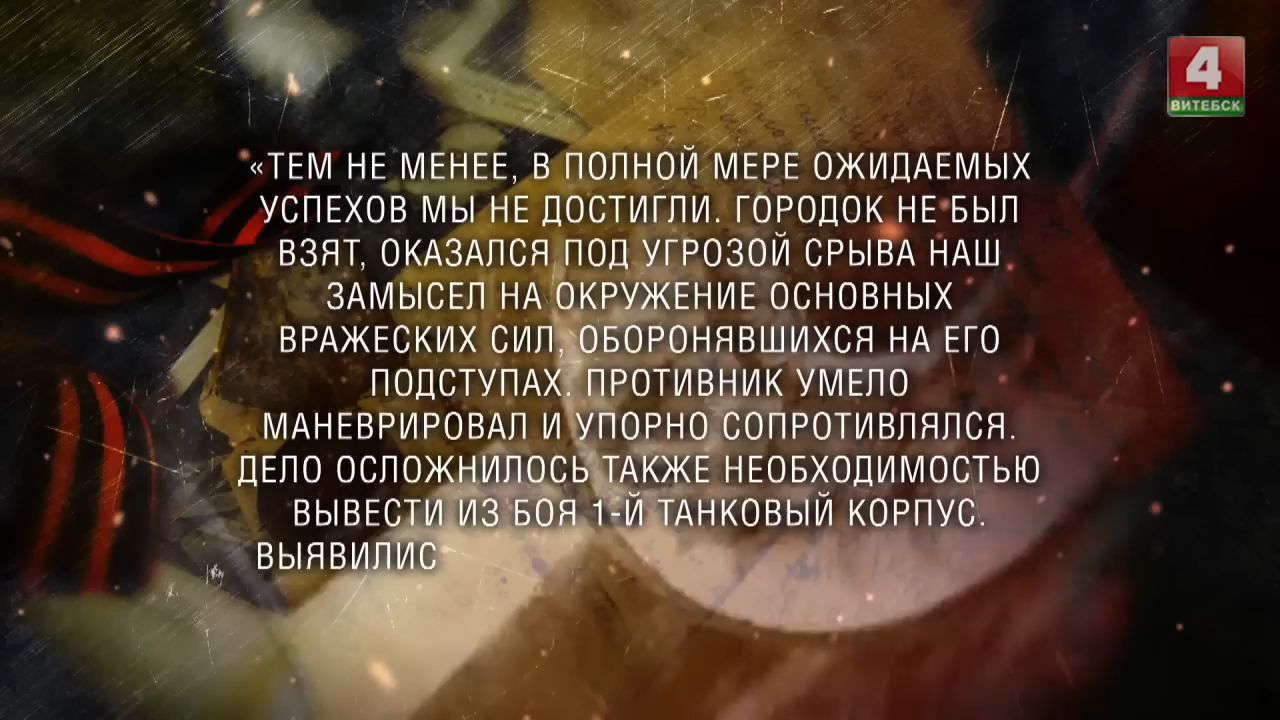 4
ВИТЕБСК
«ТЕМ НЕ МЕНЕЕ, В ПОЛНОЙ МЕРЕ ОЖИДАЕМЫХ
УСПЕХОВ МЫ НЕ ДОСТИГЛИ. ГОРОДОК НЕ БЫЛ
ВЗЯТ, ОКАЗАЛСЯ ПОД УГРОЗОЙ СРЫВА НАШ
ЗАМЫСЕЛ НА ОКРУЖЕНИЕ ОСНОВНЫХ
ВРАЖЕСКИХ СИЛ, ОБОРОНЯВШИХСЯ НА ЕГО
ПОДСТУПАХ. ПРОТИВНИК УМЕЛО
МАНЕВРИРОВАЛ И УПОРНО СОПРОТИВЛЯЛСЯ.
ДЕЛО ОСЛОЖНИЛОСЬ ТАКЖЕ НЕОБХОДИМОСТЬЮ
ВЫВЕСТИ ИЗ БОЯ 1-Й ТАНКОВЫЙ КОРПУС.
ВЫЯВИЛИС